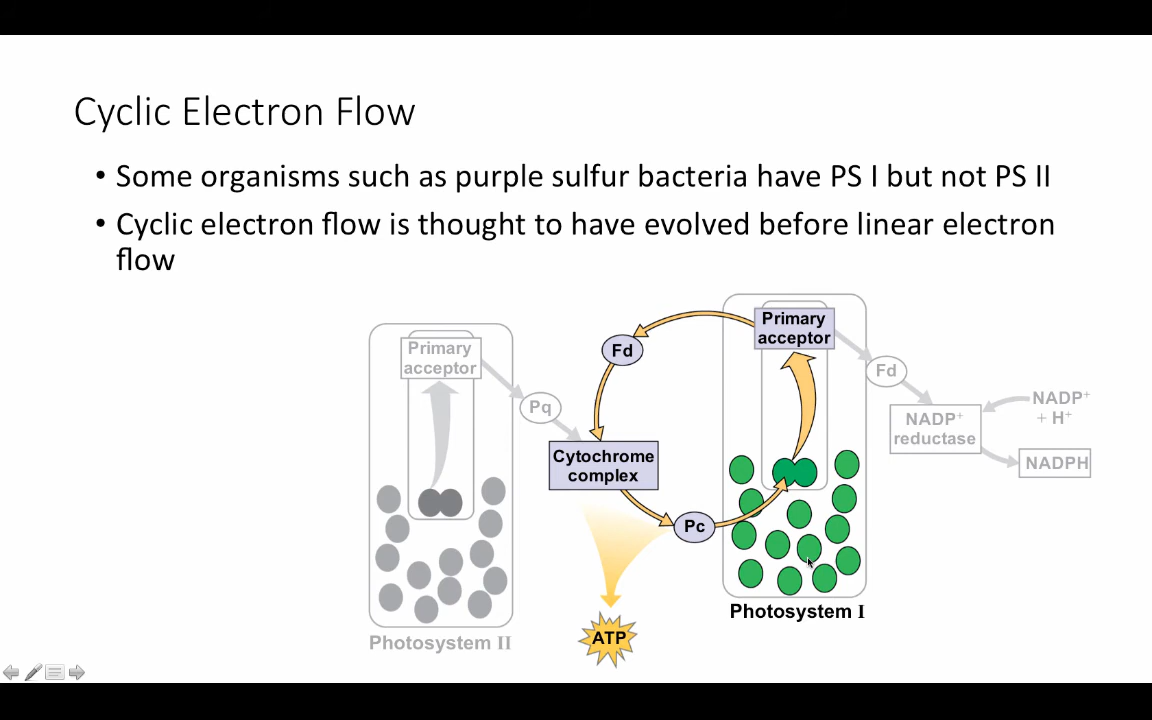 Cyclic Electron Flow
• Some organisms such as purple sulfur bacteria have PS I but not PS II
• Cyclic electron flow is thought to have evolved before linear electron
flow
Primary
acceptor
Pq
Fd
Cytochrome
complex
Pc
ATP
Primary
acceptor
Fd
NADP⁺
reductase
NADP⁺
+ H⁺
NADPH
Photosystem II
Photosystem I